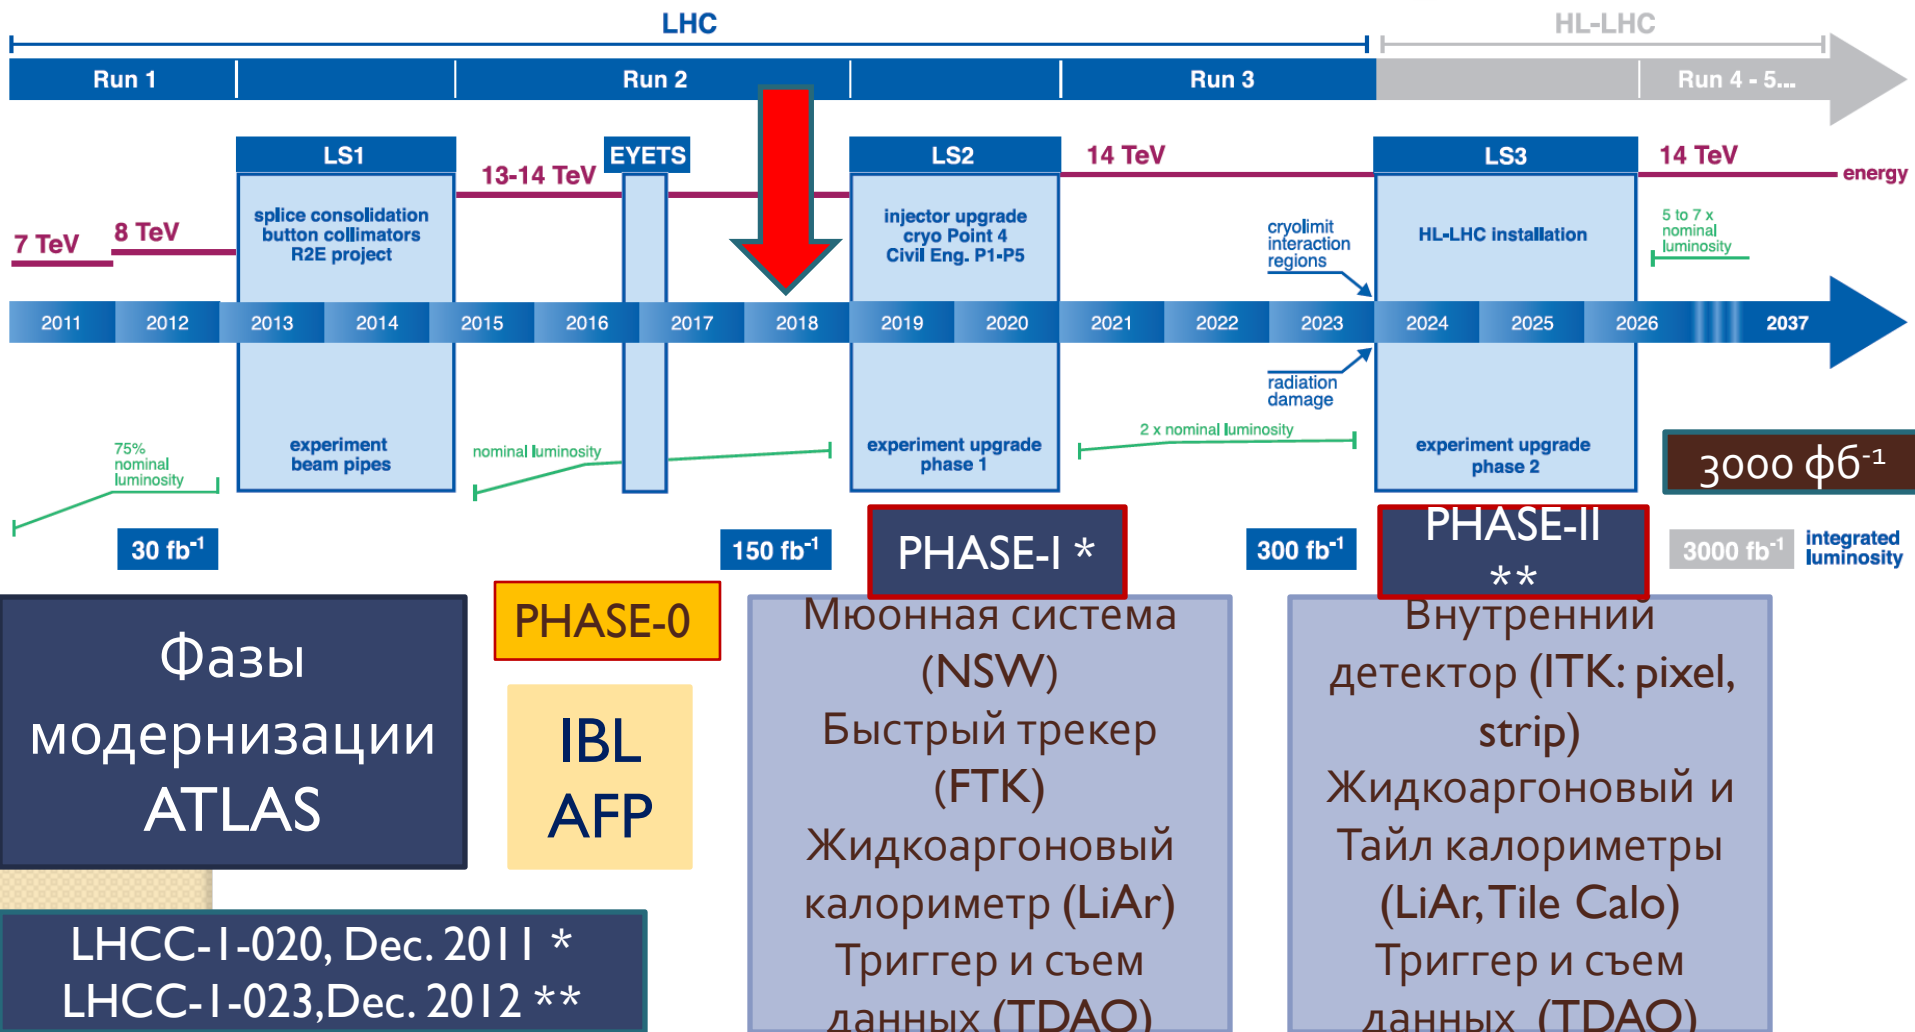 LHC
HL-LHC
Run 1
Run 2
Run 3
Run 4 - 5...
LS1
EYETS
LS2
LS3
7 TeV
8 TeV
13-14 TeV
14 TeV
14 TeV
energy
splice consolidation
button collimators
R2E project
injector upgrade
cryo Point 4
Civil Eng. P1-P5
cryolimit
interaction
regions
HL-LHC installation
5 to 7 x
nominal
luminosity
2011 2012 2013 2014 2015 2016 2017 2018 2019 2020 2021 2022 2023 2024 2025 2026 2037
radiation
damage
75%
nominal
luminosity
experiment
beam pipes
nominal luminosity
experiment upgrade
phase 1
2 x nominal luminosity
experiment upgrade
phase 2
3000 фб-1
30 fb-1
150 fb-1
PHASE-I *
300 fb-1
PHASE-II
**
3000 fb-1
integrated
luminosity
Фазы
модернизации
ATLAS
PHASE-0
IBL
AFP
Мюонная система
(NSW)
Быстрый трекер
(FTK)
Жидкоаргоновый
калориметр (LiAr)
Триггер и съем
данных (TDAQ)
Внутренний
детектор (ITK: pixel,
strip)
Жидкоаргоновый и
Тайл калориметры
(LiAr, Tile Calo)
Триггер и съем
данных (TDAQ)
LHCC-1-020, Dec. 2011 *
LHCC-1-023,Dec. 2012 **